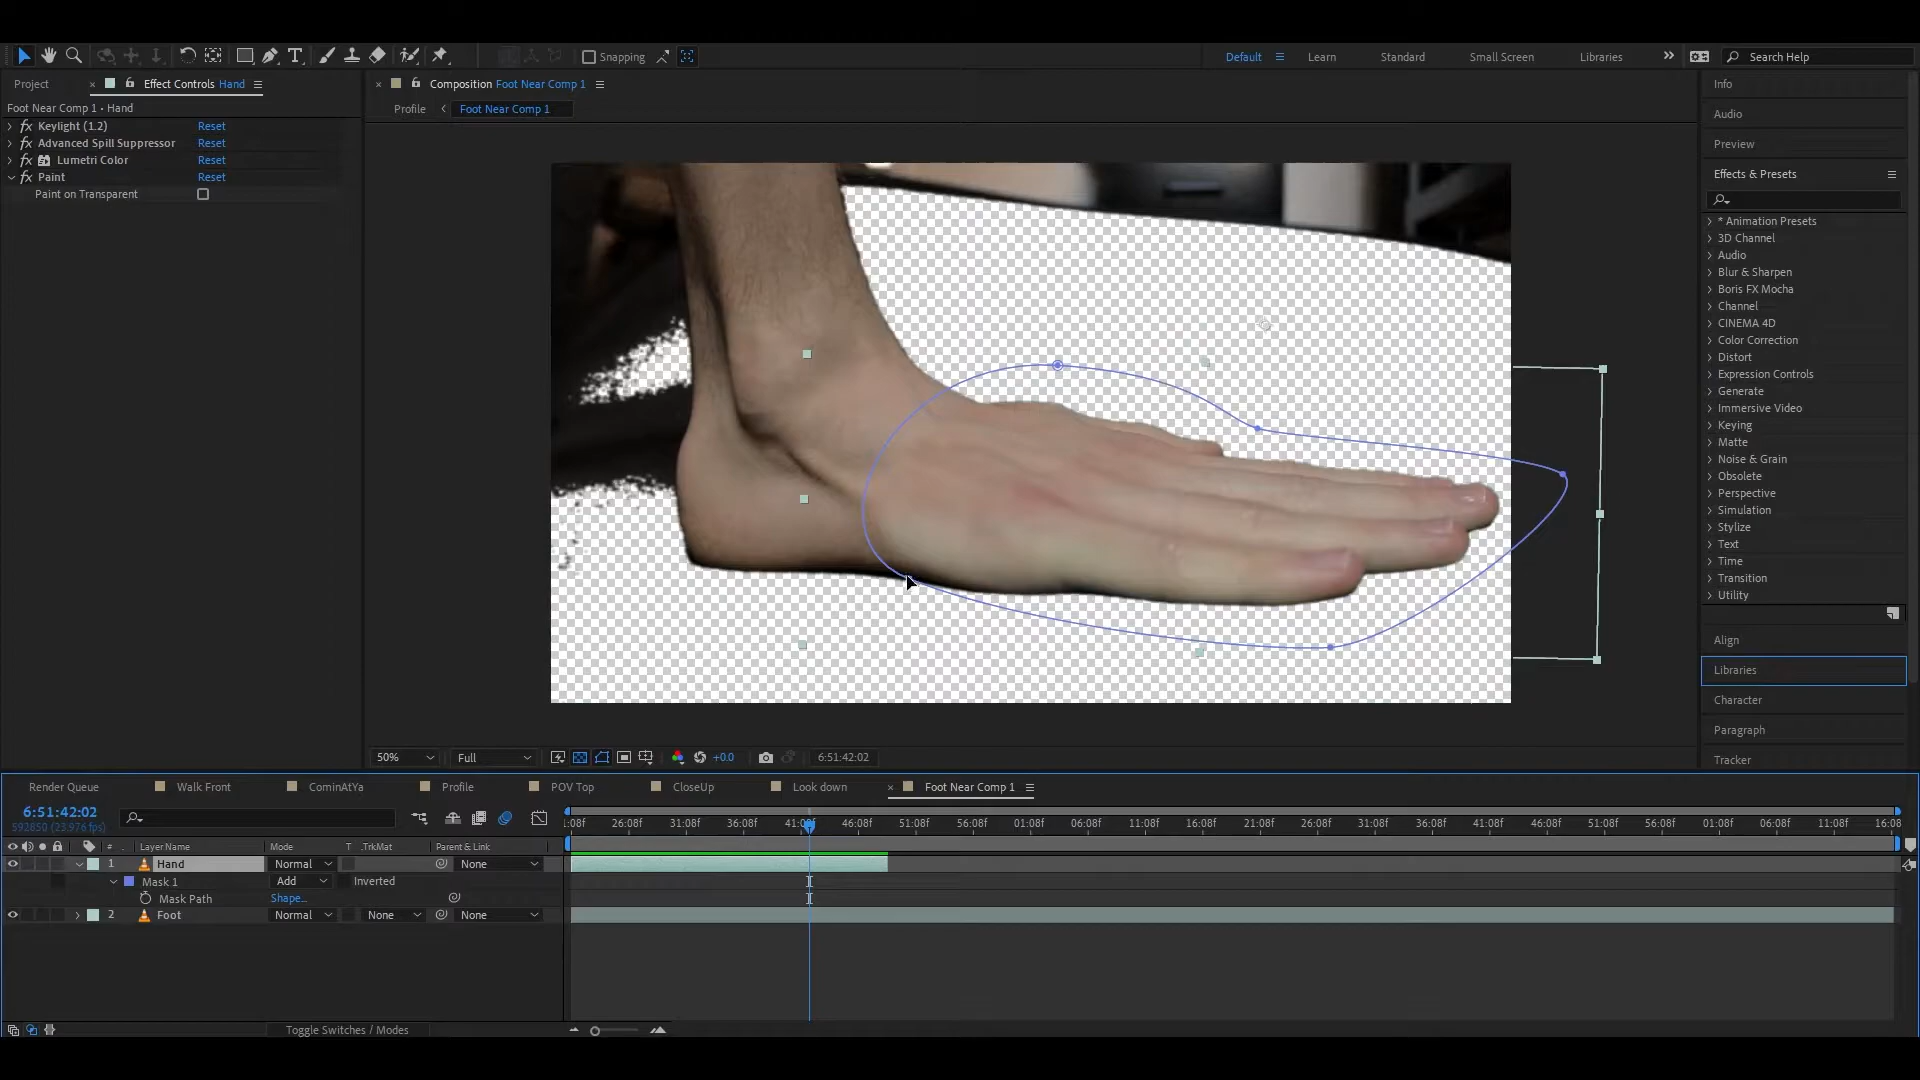 Snapping
Default
Learn
Standard
Small Screen
Libraries
Search Help
Project
Effect Controls Hand
Composition Foot Near Comp 1
Info
Foot Near Comp 1 • Hand
Profile
Foot Near Comp 1
Audio
fx Keylight (1.2) Reset
fx Advanced Spill Suppressor Reset
Preview
fx Lumetri Color Reset
fx Paint Reset
Effects & Presets
Paint on Transparent
* Animation Presets
3D Channel
Audio
Blur & Sharpen
Boris FX Mocha
Channel
CINEMA 4D
Color Correction
Distort
Expression Controls
Generate
Immersive Video
Keying
Matte
Noise & Grain
Obsolete
Perspective
Simulation
Stylize
Text
Time
Transition
Utility
Align
Libraries
Character
Paragraph
Tracker
50% Full +0.0 6:51:42:02
Render Queue Walk Front CominAtYa Profile POV Top CloseUp Look down Foot Near Comp 1
6:51:42:02
592850 (23.976 fps)
:08f 26:08f 31:08f 36:08f 41:08f 46:08f 51:08f 56:08f 01:08f 06:08f 11:08f 16:08f 21:08f 26:08f 31:08f 36:08f 41:08f 46:08f 51:08f 56:08f 01:08f 06:08f 11:08f 16:08
# Layer Name Mode T .TrkMat Parent & Link
1 Hand Normal None
Mask 1 Add Inverted
Mask Path Shape...
2 Foot Normal None None
Toggle Switches / Modes